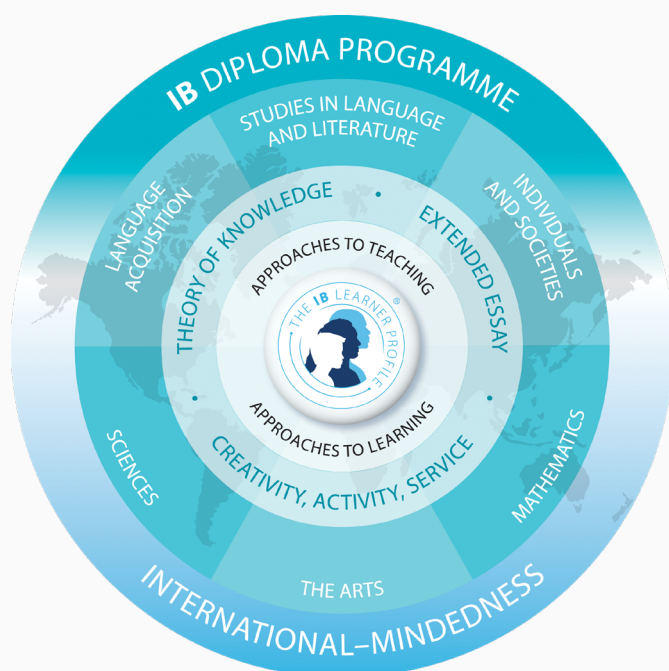 IB DIPLOMA PROGRAMME
STUDIES IN LANGUAGE
AND LITERATURE
LANGUAGE
ACQUISITION
INDIVIDUALS
AND SOCIETIES
THEORY OF KNOWLEDGE
•
EXTENDED ESSAY
APPROACHES TO TEACHING
THE IB LEARNER PROFILE®
APPROACHES TO LEARNING
•
CREATIVITY, ACTIVITY, SERVICE
•
SCIENCES
MATHEMATICS
THE ARTS
INTERNATIONAL–MINDEDNESS